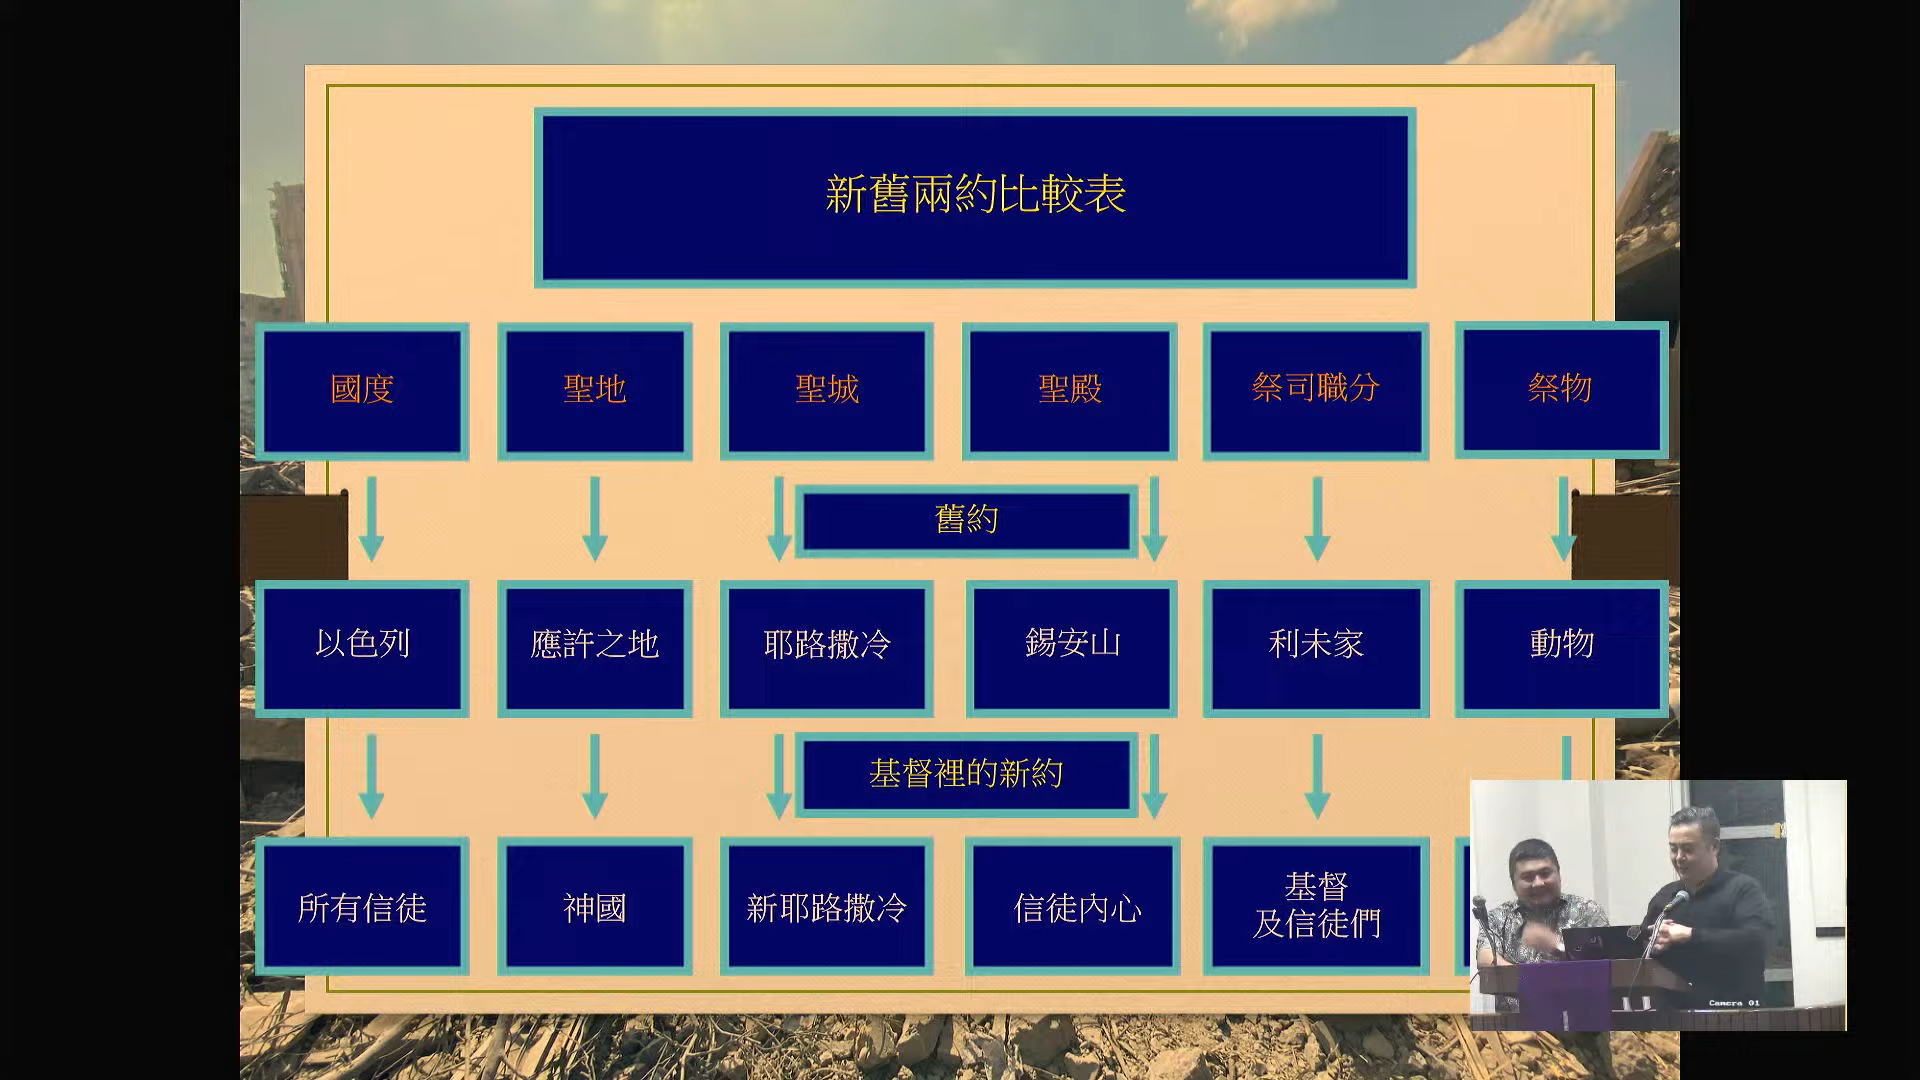 新舊兩約比較表
國度
聖地
聖城
聖殿
祭司職分
祭物
舊約
以色列
應許之地
耶路撒冷
錫安山
利未家
動物
基督裡的新約
所有信徒
神國
新耶路撒冷
信徒內心
基督
及信徒們
Camera 01